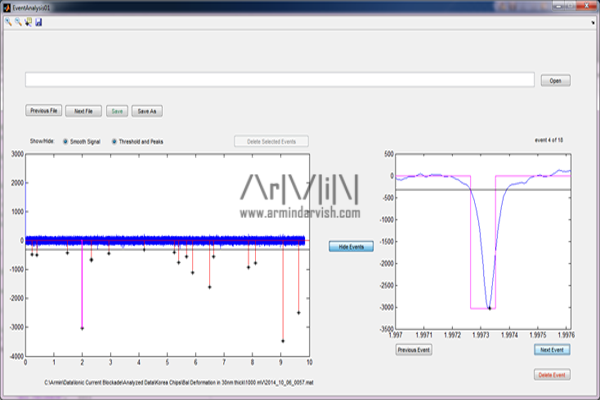 EventAnalysis01
Open
Previous File
Next File
Save
Save As
Show/Hide:
Smooth Signal
Threshold and Peaks
Delete Selected Events
event 4 of 18
3000
2000
1000
0
-1000
-2000
-3000
-4000
0 1 2 3 4 5 6 7 8 9 10
ArMiN
www.armindarvish.com
Hide Events
500
0
-500
-1000
-1500
-2000
-2500
-3000
-3500
1.997 1.9971 1.9972 1.9973 1.9974 1.9975 1.9976
Previous Event
Next Event
Delete Event
C:\Armin\Data\Ionic Current Blockade\Analyzed Data\Korea Chips\Bal Deformation in 30nm thick\1000 mV\2014_10_06_0057.mat